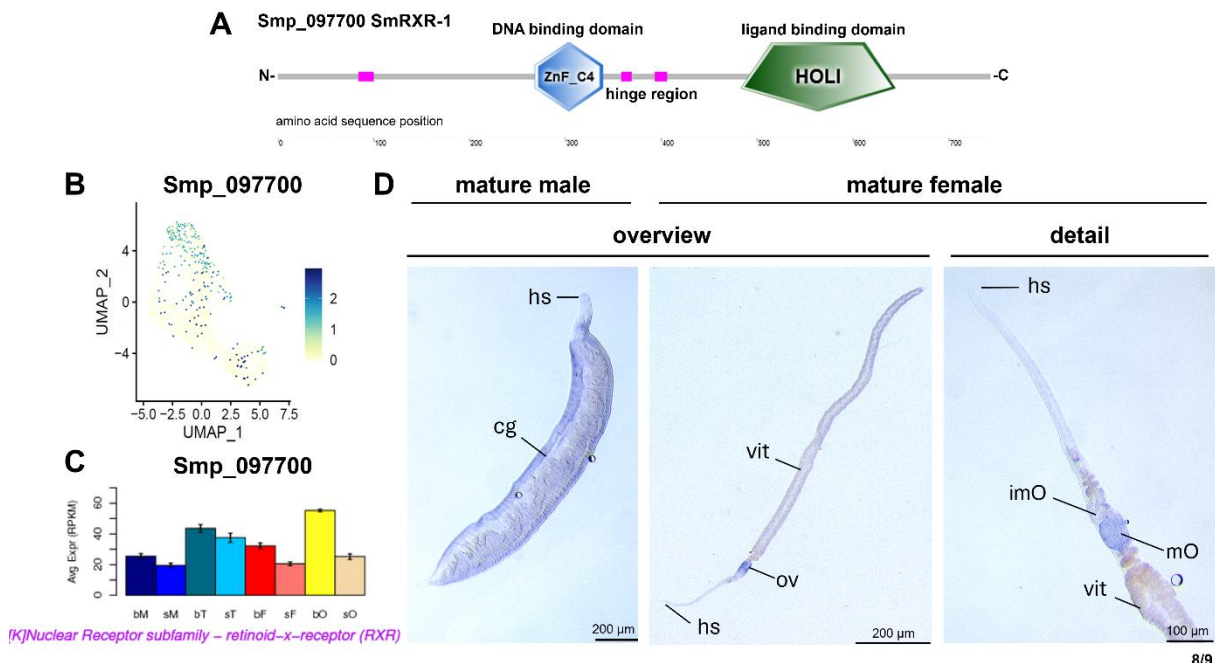 A Smp_097700 SmRXR-1
DNA binding domain
ligand binding domain
N-
ZnF_C4
HOLI
-C
hinge region
amino acid sequence position
0 100 200 300 400 500 600 700
B Smp_097700
UMAP_2
4
0
-4
2
1
0
-5.0 -2.5 0.0 2.5 5.0 7.5
UMAP_1
C Smp_097700
Avg Expr (RPKM)
60
40
20
0
bM sM bT sT bF sF bO sO
[K]Nuclear Receptor subfamily - retinoid-x-receptor (RXR)
D mature male
mature female
overview
detail
hs
cg
200 µm
vit
ov
hs
200 µm
hs
imO
mO
vit
100 µm
8/9